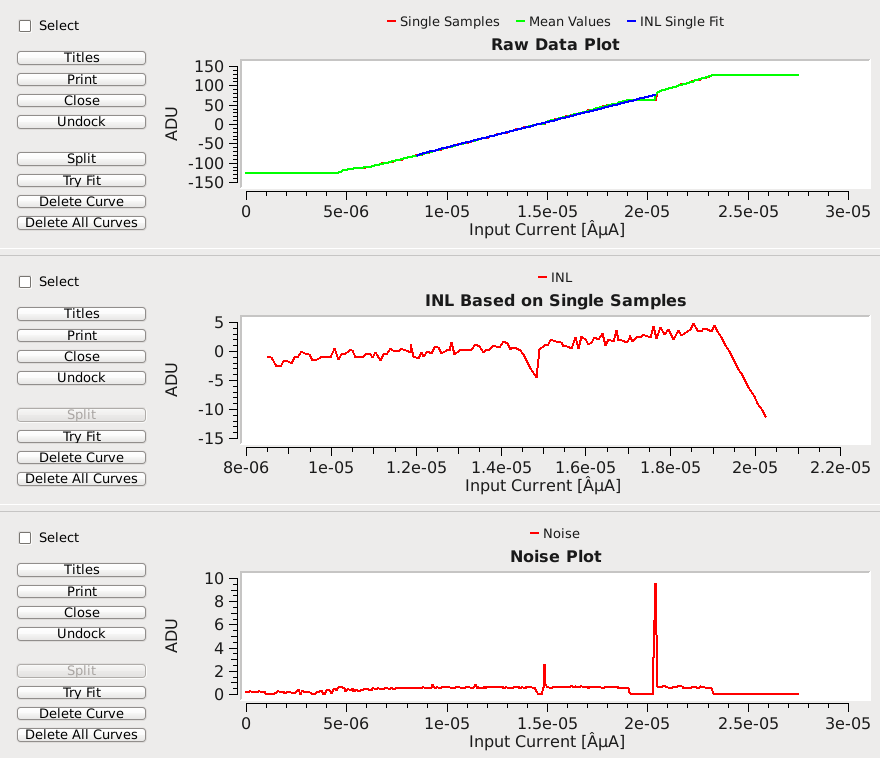 Select
Titles
Print
Close
Undock
Split
Try Fit
Delete Curve
Delete All Curves
Single Samples Mean Values INL Single Fit
Raw Data Plot
ADU
150
100
50
0
-50
-100
-150
0 5e-06 1e-05 1.5e-05 2e-05 2.5e-05 3e-05
Input Current [ÂµA]
Select
Titles
Print
Close
Undock
Split
Try Fit
Delete Curve
Delete All Curves
INL
INL Based on Single Samples
ADU
5
0
-5
-10
-15
8e-06 1e-05 1.2e-05 1.4e-05 1.6e-05 1.8e-05 2e-05 2.2e-05
Input Current [ÂµA]
Select
Titles
Print
Close
Undock
Split
Try Fit
Delete Curve
Delete All Curves
Noise
Noise Plot
ADU
10
8
6
4
2
0
0 5e-06 1e-05 1.5e-05 2e-05 2.5e-05 3e-05
Input Current [ÂµA]